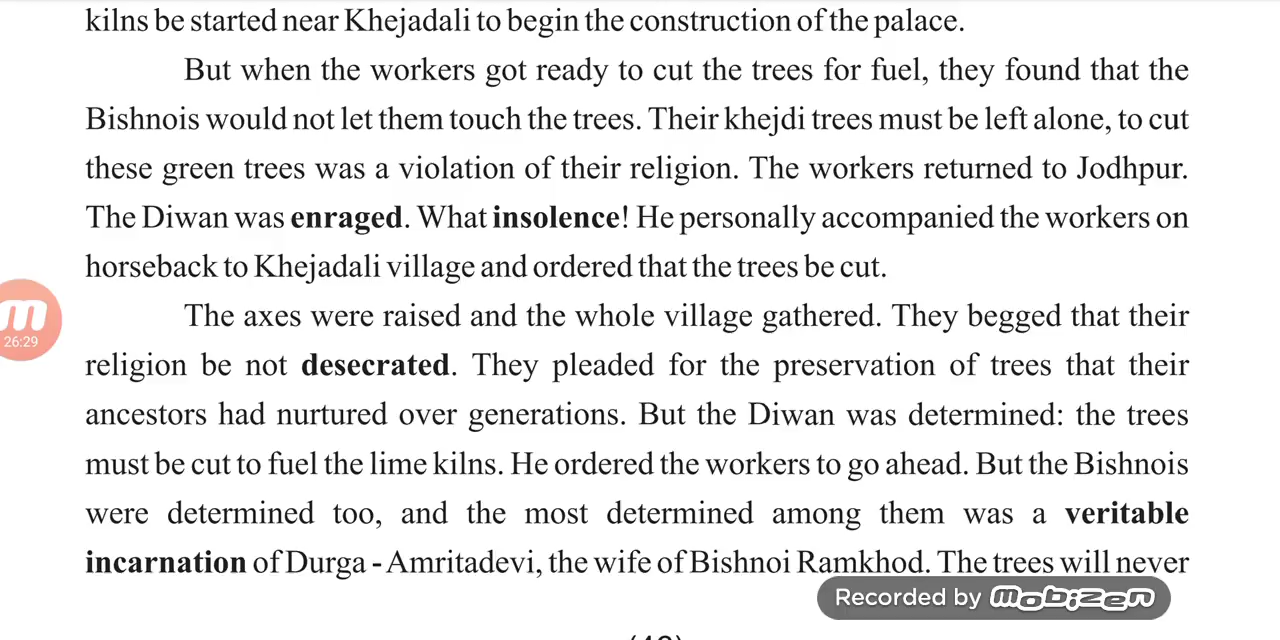 kilns be started near Khejadali to begin the construction of the palace.
But when the workers got ready to cut the trees for fuel, they found that the
Bishnois would not let them touch the trees. Their khejdi trees must be left alone, to cut
these green trees was a violation of their religion. The workers returned to Jodhpur.
The Diwan was enraged. What insolence! He personally accompanied the workers on
horseback to Khejadali village and ordered that the trees be cut.
The axes were raised and the whole village gathered. They begged that their
26:29
religion be not desecrated. They pleaded for the preservation of trees that their
ancestors had nurtured over generations. But the Diwan was determined: the trees
must be cut to fuel the lime kilns. He ordered the workers to go ahead. But the Bishnois
were determined too, and the most determined among them was a veritable
incarnation of Durga - Amritadevi, the wife of Bishnoi Ramkhod. The trees will never
Recorded by mobizen